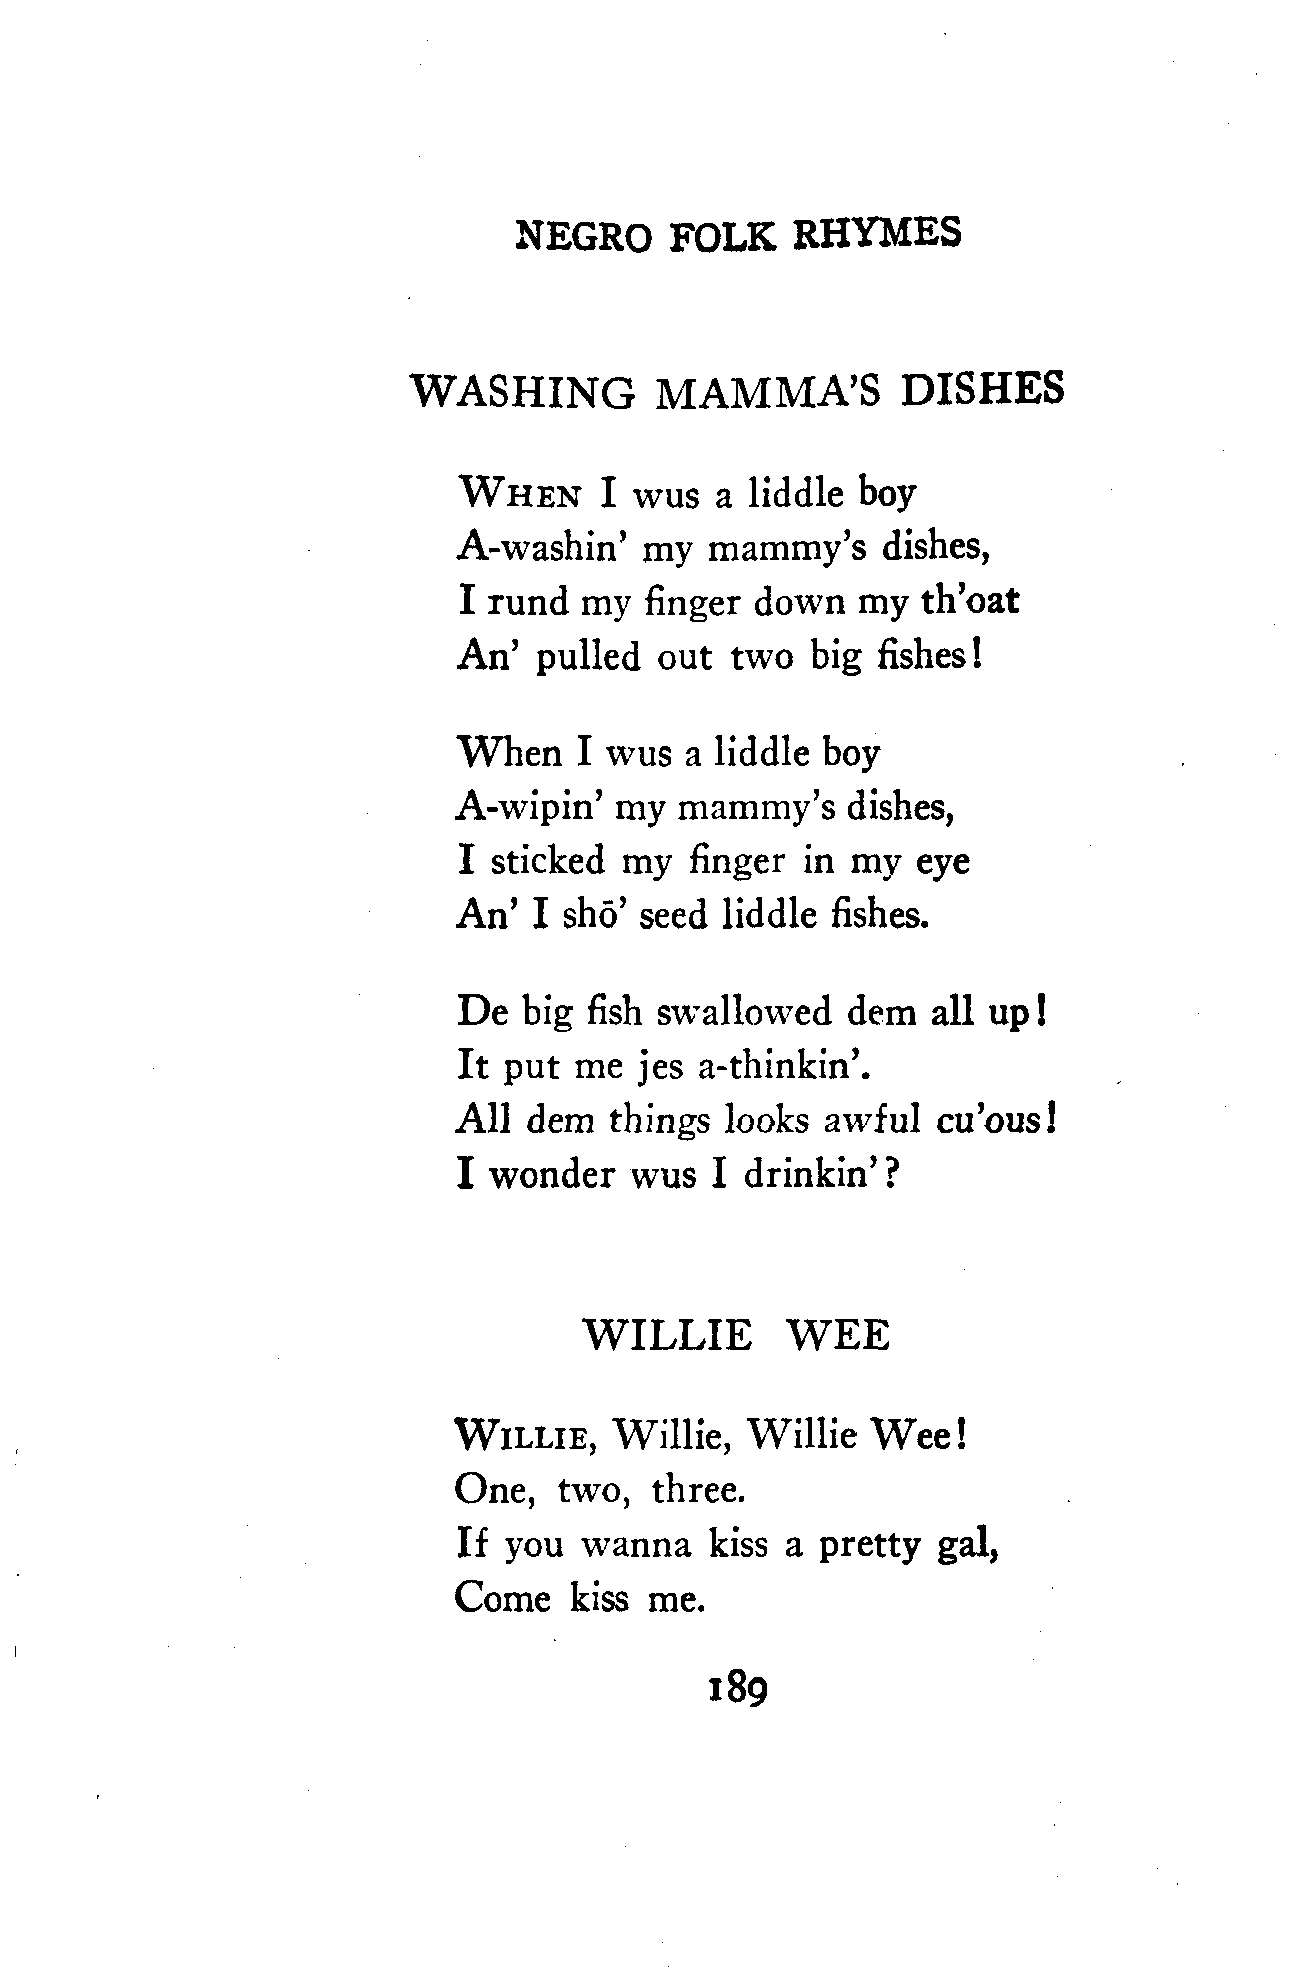 NEGRO FOLK RHYMES
WASHING MAMMA'S DISHES
WHEN I wus a liddle boy
A-washin' my mammy's dishes,
I rund my finger down my th'oat
An' pulled out two big fishes!
When I wus a liddle boy
A-wipin' my mammy's dishes,
I sticked my finger in my eye
An' I shō' seed liddle fishes.
De big fish swallowed dem all up!
It put me jes a-thinkin'.
All dem things looks awful cu'ous!
I wonder wus I drinkin'?
WILLIE WEE
WILLIE, Willie, Willie Wee!
One, two, three.
If you wanna kiss a pretty gal,
Come kiss me.
189